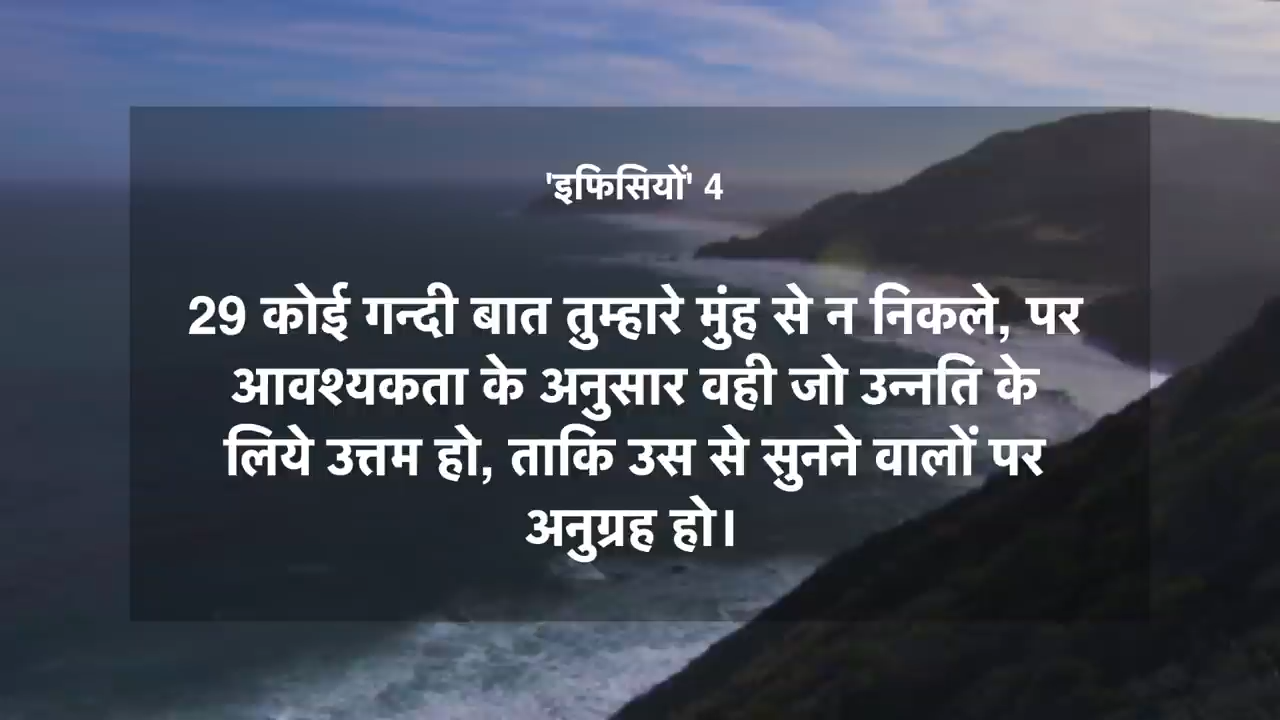 'इफिसियों' 4
29 कोई गन्दी बात तुम्हारे मुंह से न निकले, पर
आवश्यकता के अनुसार वही जो उन्नति के
लिये उत्तम हो, ताकि उस से सुनने वालों पर
अनुग्रह हो।